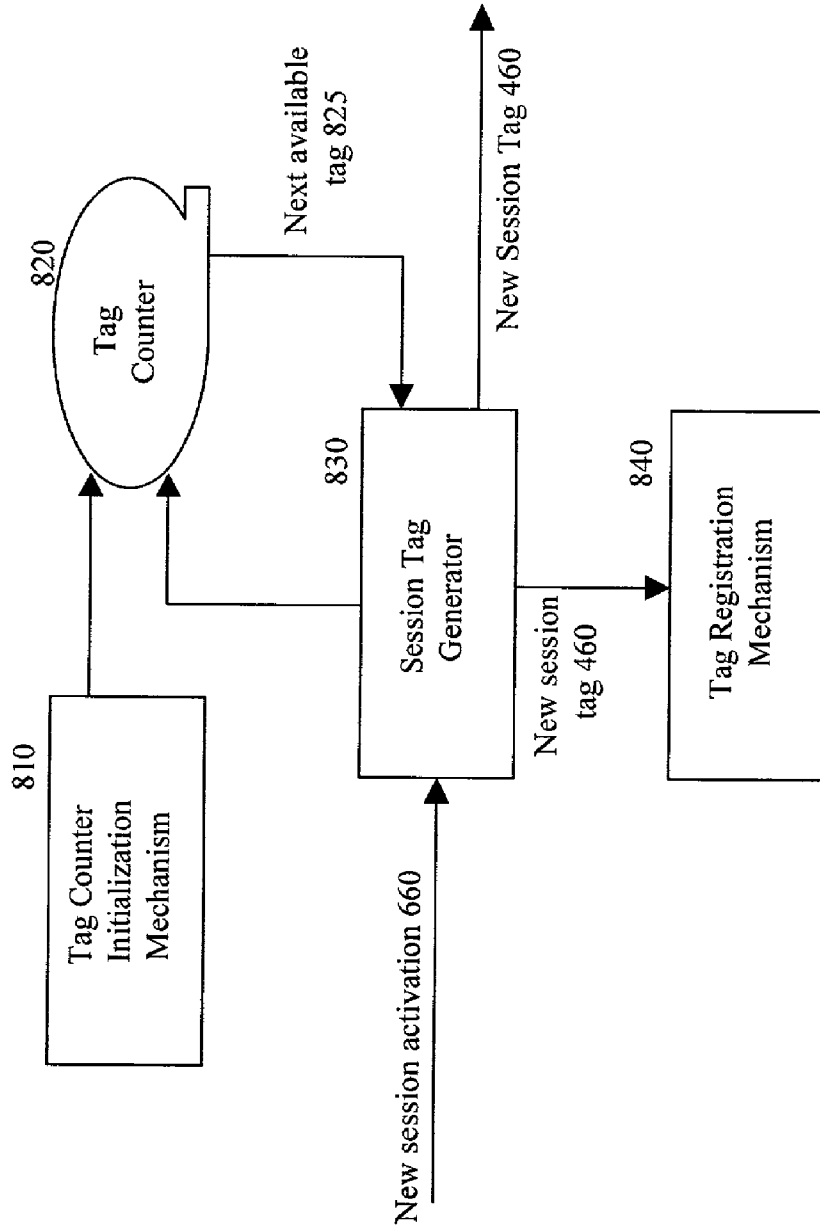 810
Tag Counter
Initialization
Mechanism
820
Tag
Counter
Next available
tag 825
830
Session Tag
Generator
New session activation 660
New Session Tag 460
New session
tag 460
840
Tag Registration
Mechanism